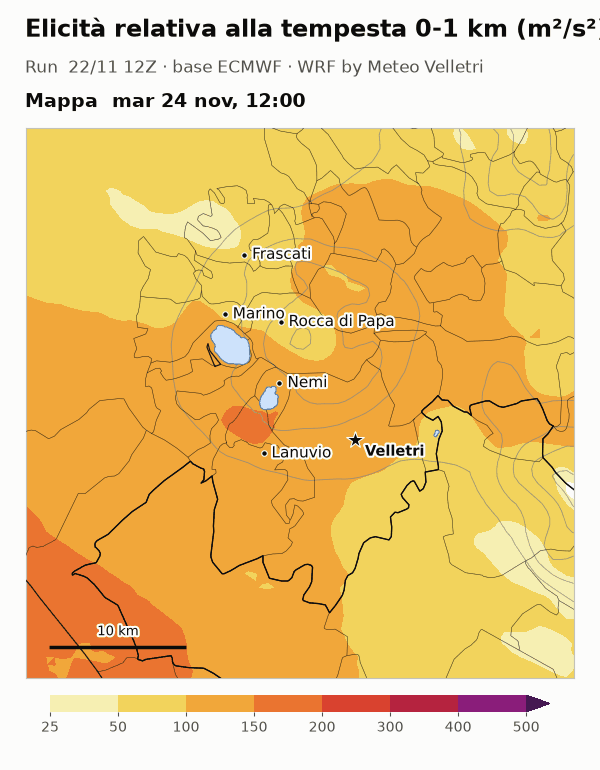 Elicità relativa alla tempesta 0-1 km (m²/s²)
Run 22/11 12Z · base ECMWF · WRF by Meteo Velletri
Mappa mar 24 nov, 12:00
Frascati
Marino
Rocca di Papa
Nemi
Velletri
Lanuvio
10 km
25 50 100 150 200 300 400 500